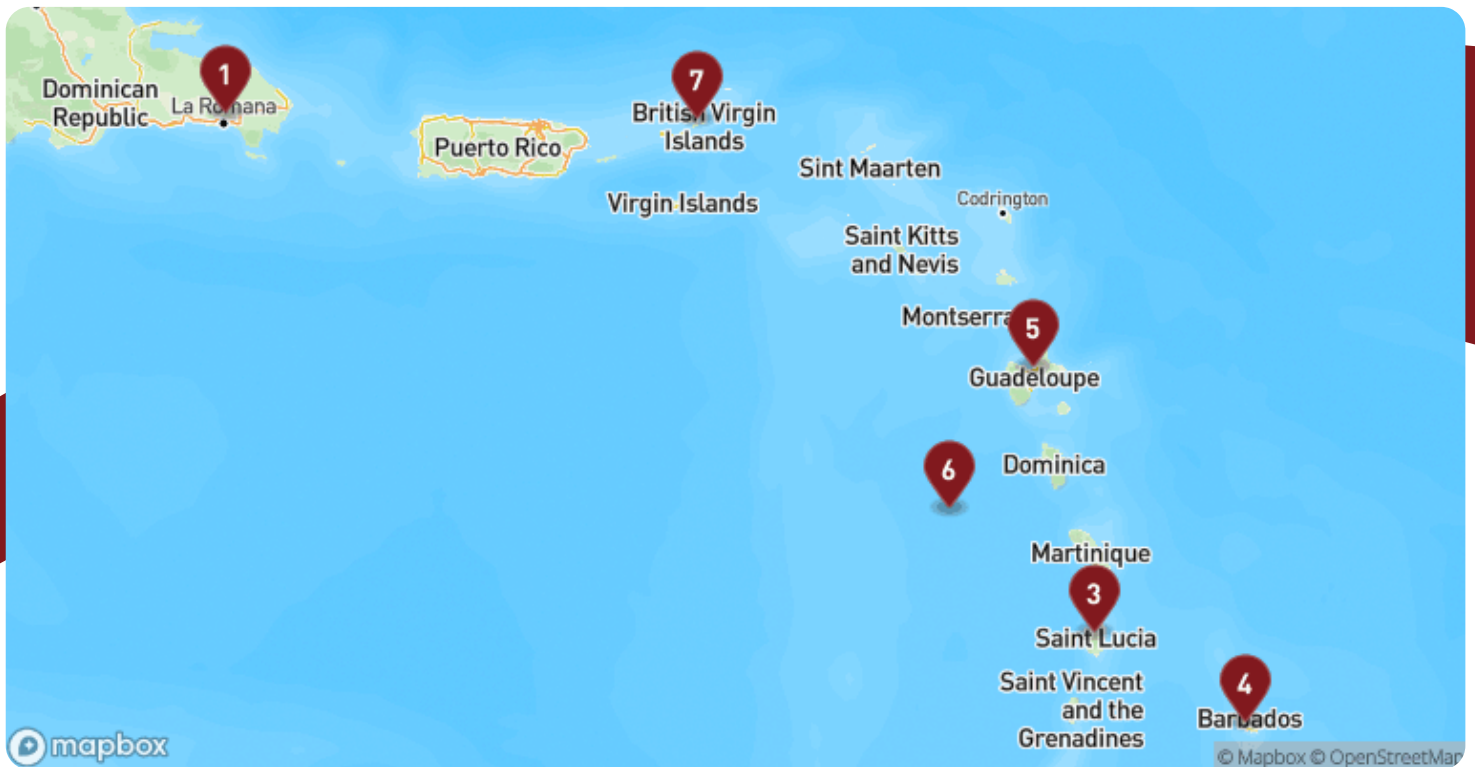 1
7
Dominican
Republic
La Romana
British Virgin
Islands
Puerto Rico
Sint Maarten
Virgin Islands
Codrington
Saint Kitts
and Nevis
Montserra
5
Guadeloupe
6
Dominica
Martinique
3
Saint Lucia
4
Saint Vincent
and the
Grenadines
Barbados
mapbox
© Mapbox © OpenStreetMap